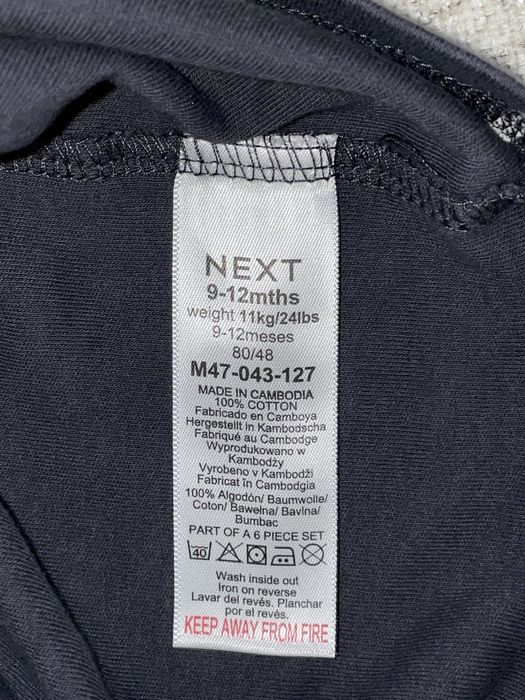 NEXT
9-12mths
weight 11kg/24lbs
9-12meses
80/48
M47-043-127
MADE IN CAMBODIA
100% COTTON
Fabricado en Camboya
Hergestellt in Kambodscha
Fabriqué au Cambodge
Wyprodukowano w
Kambodży
Vyrobeno v Kambodži
Fabricat în Cambodgia
100% Algodón/ Baumwolle/
Coton/ Bawełna/ Bavlna/
Bumbac
PART OF A 6 PIECE SET
40
Wash inside out
Iron on reverse
Lavar del revés. Planchar
por el revés.
KEEP AWAY FROM FIRE